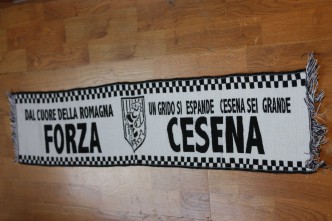 DAL CUORE DELLA ROMAGNA
FORZA
UN GRIDO SI ESPANDE CESENA SEI GRANDE
CESENA